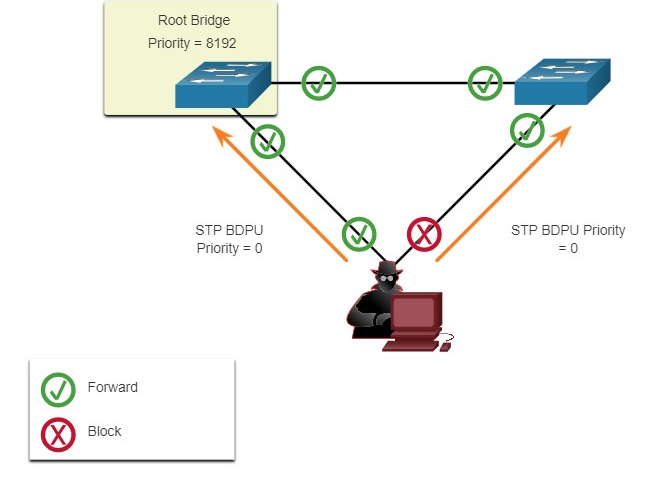 Root Bridge
Priority = 8192
STP BDPU
Priority = 0
STP BDPU Priority
= 0
Forward
Block